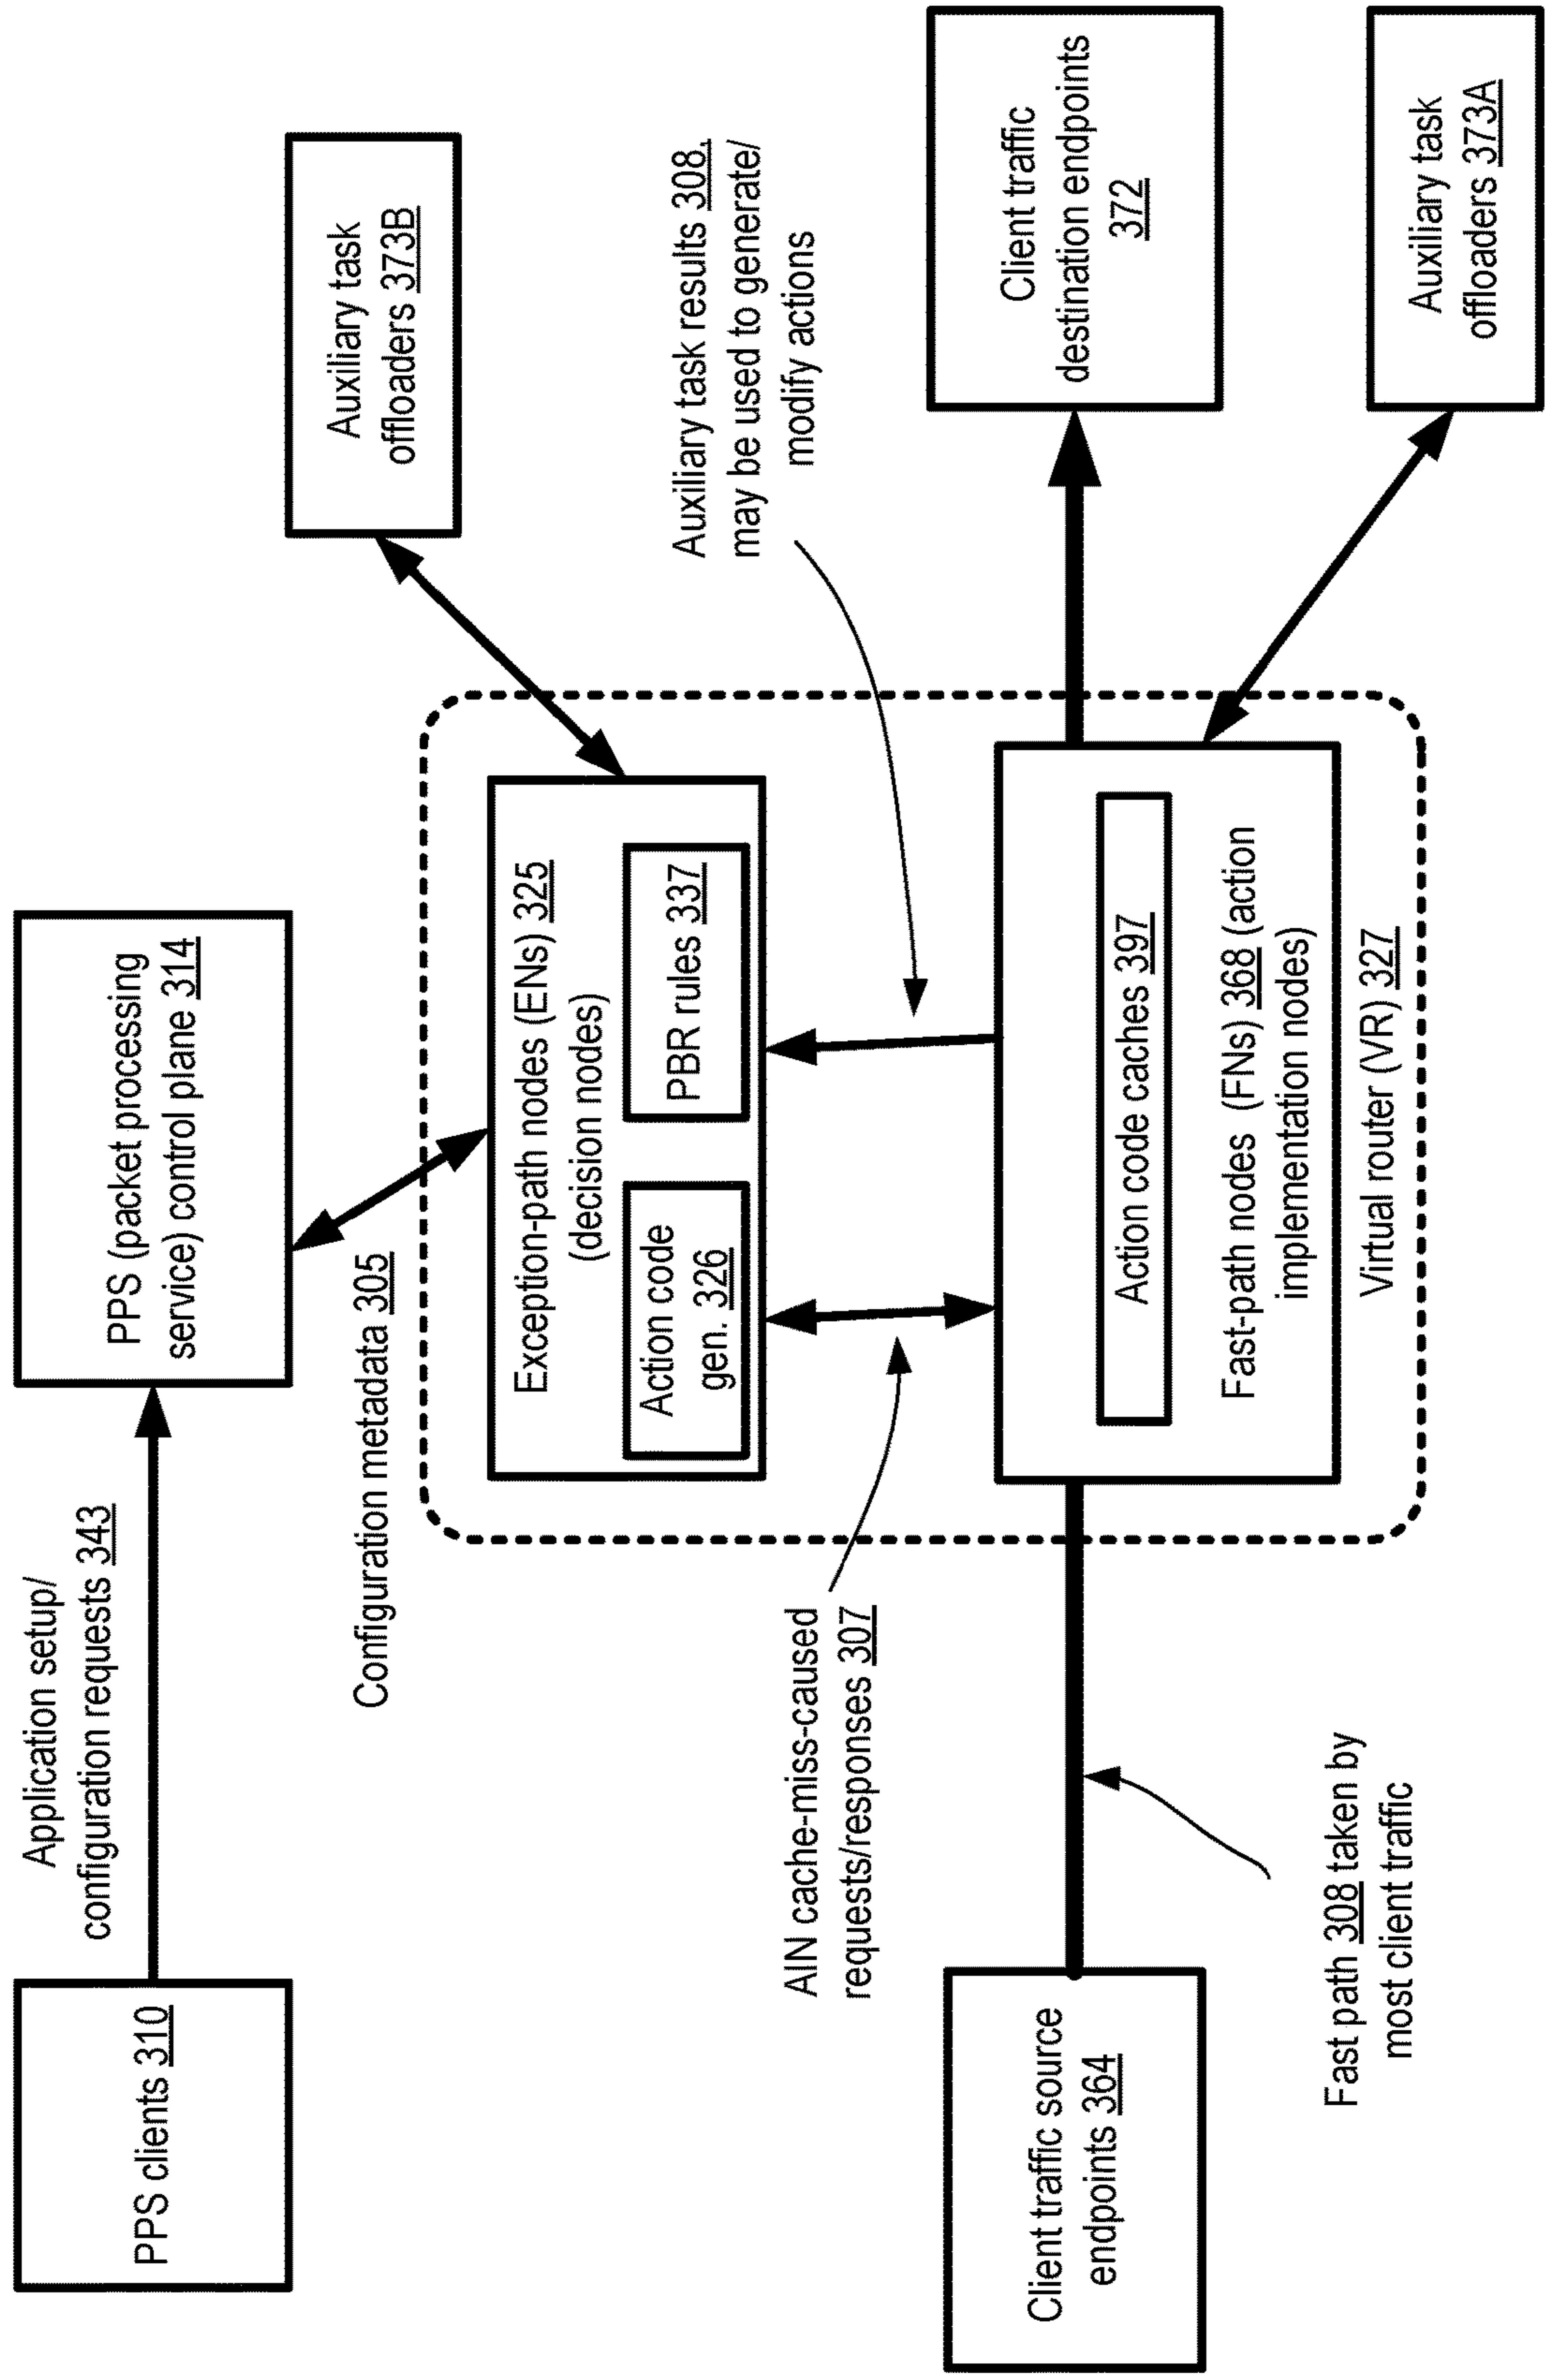 PPS clients 310
Application setup/
configuration requests 343
PPS (packet processing
service) control plane 314
Configuration metadata 305
Auxiliary task
offloaders 373B
Exception-path nodes (ENs) 325
(decision nodes)
Action code
gen. 326
PBR rules 337
AIN cache-miss-caused
requests/responses 307
Auxiliary task results 308.
may be used to generate/
modify actions
Client traffic source
endpoints 364
Action code caches 397
Fast-path nodes (FNs) 368 (action
implementation nodes)
Virtual router (VR) 327
Client traffic
destination endpoints
372
Fast path 308 taken by
most client traffic
Auxiliary task
offloaders 373A